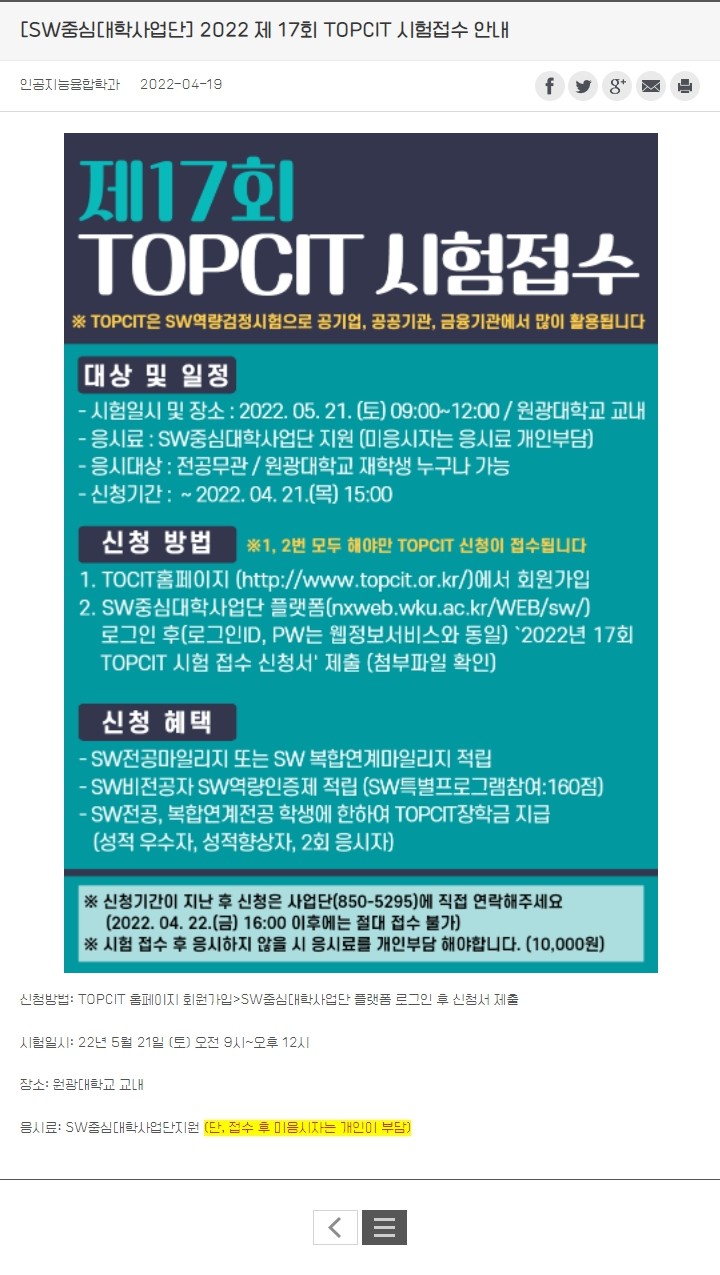 [SW중심대학사업단] 2022 제 17회 TOPCIT 시험접수 안내
인공지능융합학과 2022-04-19
제17회
TOPCIT 시험접수
※ TOPCIT은 SW역량검정시험으로 공기업, 공공기관, 금융기관에서 많이 활용됩니다
대상 및 일정
- 시험일시 및 장소 : 2022. 05. 21. (토) 09:00~12:00 / 원광대학교 교내
- 응시료 : SW중심대학사업단 지원 (미응시자는 응시료 개인부담)
- 응시대상 : 전공무관 / 원광대학교 재학생 누구나 가능
- 신청기간 : ~ 2022. 04. 21.(목) 15:00
신청 방법 ※1, 2번 모두 해야만 TOPCIT 신청이 접수됩니다
1. TOCIT홈페이지 (http://www.topcit.or.kr/)에서 회원가입
2. SW중심대학사업단 플랫폼(nxweb.wku.ac.kr/WEB/sw/)
로그인 후(로그인ID, PW는 웹정보서비스와 동일) `2022년 17회
TOPCIT 시험 접수 신청서' 제출 (첨부파일 확인)
신청 혜택
- SW전공마일리지 또는 SW 복합연계마일리지 적립
- SW비전공자 SW역량인증제 적립 (SW특별프로그램참여:160점)
- SW전공, 복합연계전공 학생에 한하여 TOPCIT장학금 지급
(성적 우수자, 성적향상자, 2회 응시자)
※ 신청기간이 지난 후 신청은 사업단(850-5295)에 직접 연락해주세요
(2022. 04. 22.(금) 16:00 이후에는 절대 접수 불가)
※ 시험 접수 후 응시하지 않을 시 응시료를 개인부담 해야합니다. (10,000원)
신청방법: TOPCIT 홈페이지 회원가입>SW중심대학사업단 플랫폼 로그인 후 신청서 제출
시험일시: 22년 5월 21일 (토) 오전 9시~오후 12시
장소: 원광대학교 교내
응시료: SW중심대학사업단지원 (단, 접수 후 미응시자는 개인이 부담)